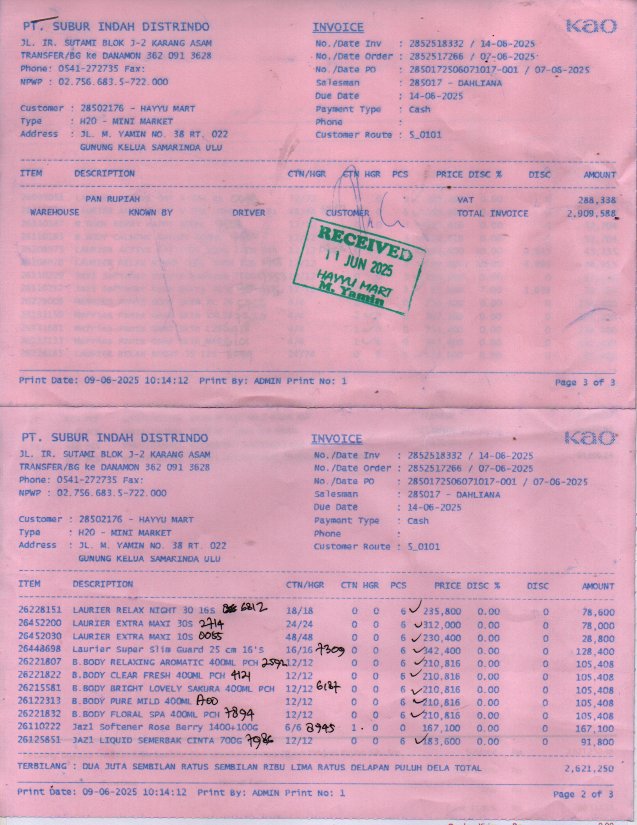 PT. SUBUR INDAH DISTRINDO INVOICE Kao
JL. IR. SUTAMI BLOK J-2 KARANG ASAM No./Date Inv : 2852518332 / 14-06-2025
TRANSFER/BG ke DANAMON 362 091 3628 No./Date Order : 2852517266 / 07-06-2025
Phone: 0541-272735 Fax: No./Date PO : 2850172506071017-001 / 07-06-2025
NPWP : 02.756.683.5-722.000 Salesman : 285017 - DAHLIANA
Due Date : 14-06-2025
Customer : 28502176 - HAYYU MART Payment Type : Cash
Type : H20 - MINI MARKET Phone :
Address : JL. M. YAMIN NO. 38 RT. 022 Customer Route : S_0101
GUNUNG KELUA SAMARINDA ULU
ITEM DESCRIPTION CTN/HGR CTN HGR PCS PRICE DISC % DISC AMOUNT
PAN RUPIAH VAT 288,338
WAREHOUSE KNOWN BY DRIVER CUSTOMER TOTAL INVOICE 2,909,588
RECEIVED
11 JUN 2025
HAYYU MART
M. Yamin
Print Date: 09-06-2025 10:14:12 Print By: ADMIN Print No: 1 Page 3 of 3
PT. SUBUR INDAH DISTRINDO INVOICE Kao
JL. IR. SUTAMI BLOK J-2 KARANG ASAM No./Date Inv : 2852518332 / 14-06-2025
TRANSFER/BG ke DANAMON 362 091 3628 No./Date Order : 2852517266 / 07-06-2025
Phone: 0541-272735 Fax: No./Date PO : 2850172506071017-001 / 07-06-2025
NPWP : 02.756.683.5-722.000 Salesman : 285017 - DAHLIANA
Due Date : 14-06-2025
Customer : 28502176 - HAYYU MART Payment Type : Cash
Type : H20 - MINI MARKET Phone :
Address : JL. M. YAMIN NO. 38 RT. 022 Customer Route : S_0101
GUNUNG KELUA SAMARINDA ULU
ITEM DESCRIPTION CTN/HGR CTN HGR PCS PRICE DISC % DISC AMOUNT
26228151 LAURIER RELAX NIGHT 30 16S 6812 18/18 0 0 6 235,800 0.00 0 78,600
26452200 LAURIER EXTRA MAXI 30S 2714 24/24 0 0 6 312,000 0.00 0 78,000
26452030 LAURIER EXTRA MAXI 10S 0055 48/48 0 0 6 230,400 0.00 0 28,800
26448698 Laurier Super Slim Guard 25 cm 16'S 7309 16/16 0 0 6 342,400 0.00 0 128,400
26221807 B.BODY RELAXING AROMATIC 400ML PCH 2592 12/12 0 0 6 210,816 0.00 0 105,408
26221822 B.BODY CLEAR FRESH 400ML PCH 4121 12/12 0 0 6 210,816 0.00 0 105,408
26215581 B.BODY BRIGHT LOVELY SAKURA 400ML PCH 12/12 6187 0 0 6 210,816 0.00 0 105,408
26122313 B.BODY PURE MILD 400ML 12/12 0 0 6 210,816 0.00 0 105,408
26221832 B.BODY FLORAL SPA 400ML PCH 7894 12/12 0 0 6 210,816 0.00 0 105,408
26110222 Jaz1 Softener Rose Berry 1400+100G 6/6 8945 1 0 0 167,100 0.00 0 167,100
26125851 JAZ1 LIQUID SEMERBAK CINTA 700G 7986 12/12 0 0 6 183,600 0.00 0 91,800
TERBILANG : DUA JUTA SEMBILAN RATUS SEMBILAN RIBU LIMA RATUS DELAPAN PULUH DELA TOTAL 2,621,250
Print Date: 09-06-2025 10:14:12 Print By: ADMIN Print No: 1 Page 2 of 3